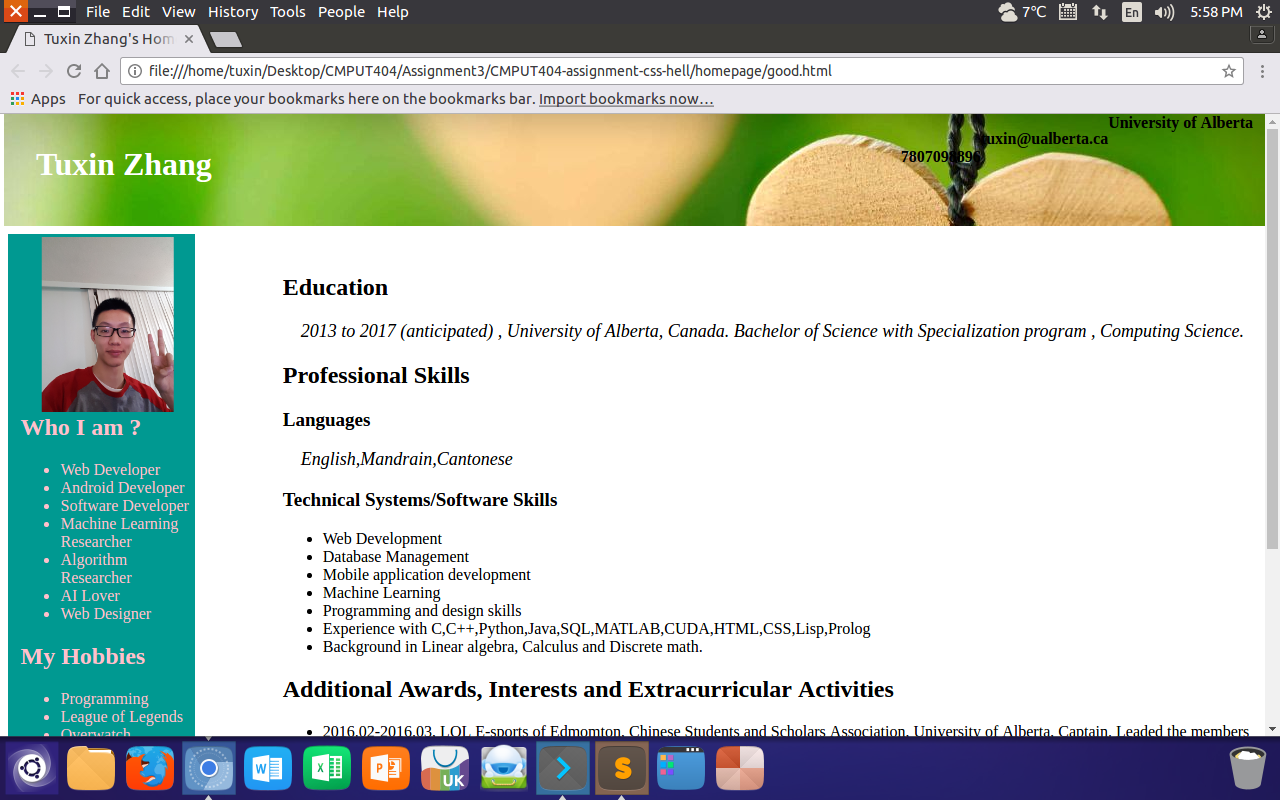 File Edit View History Tools People Help
7°C En 5:58 PM
Tuxin Zhang's Hom
file:///home/tuxin/Desktop/CMPUT404/Assignment3/CMPUT404-assignment-css-hell/homepage/good.html
Apps For quick access, place your bookmarks here on the bookmarks bar. Import bookmarks now…
University of Alberta
tuxin@ualberta.ca
7807098896
Tuxin Zhang
Who I am ?
Web Developer
Android Developer
Software Developer
Machine Learning
Researcher
Algorithm
Researcher
AI Lover
Web Designer
My Hobbies
Programming
League of Legends
Overwatch
Education
2013 to 2017 (anticipated) , University of Alberta, Canada. Bachelor of Science with Specialization program , Computing Science.
Professional Skills
Languages
English,Mandrain,Cantonese
Technical Systems/Software Skills
Web Development
Database Management
Mobile application development
Machine Learning
Programming and design skills
Experience with C,C++,Python,Java,SQL,MATLAB,CUDA,HTML,CSS,Lisp,Prolog
Background in Linear algebra, Calculus and Discrete math.
Additional Awards, Interests and Extracurricular Activities
2016.02-2016.03, LOL E-sports of Edmomton, Chinese Students and Scholars Association, University of Alberta, Captain, Leaded the members
W X P UK S